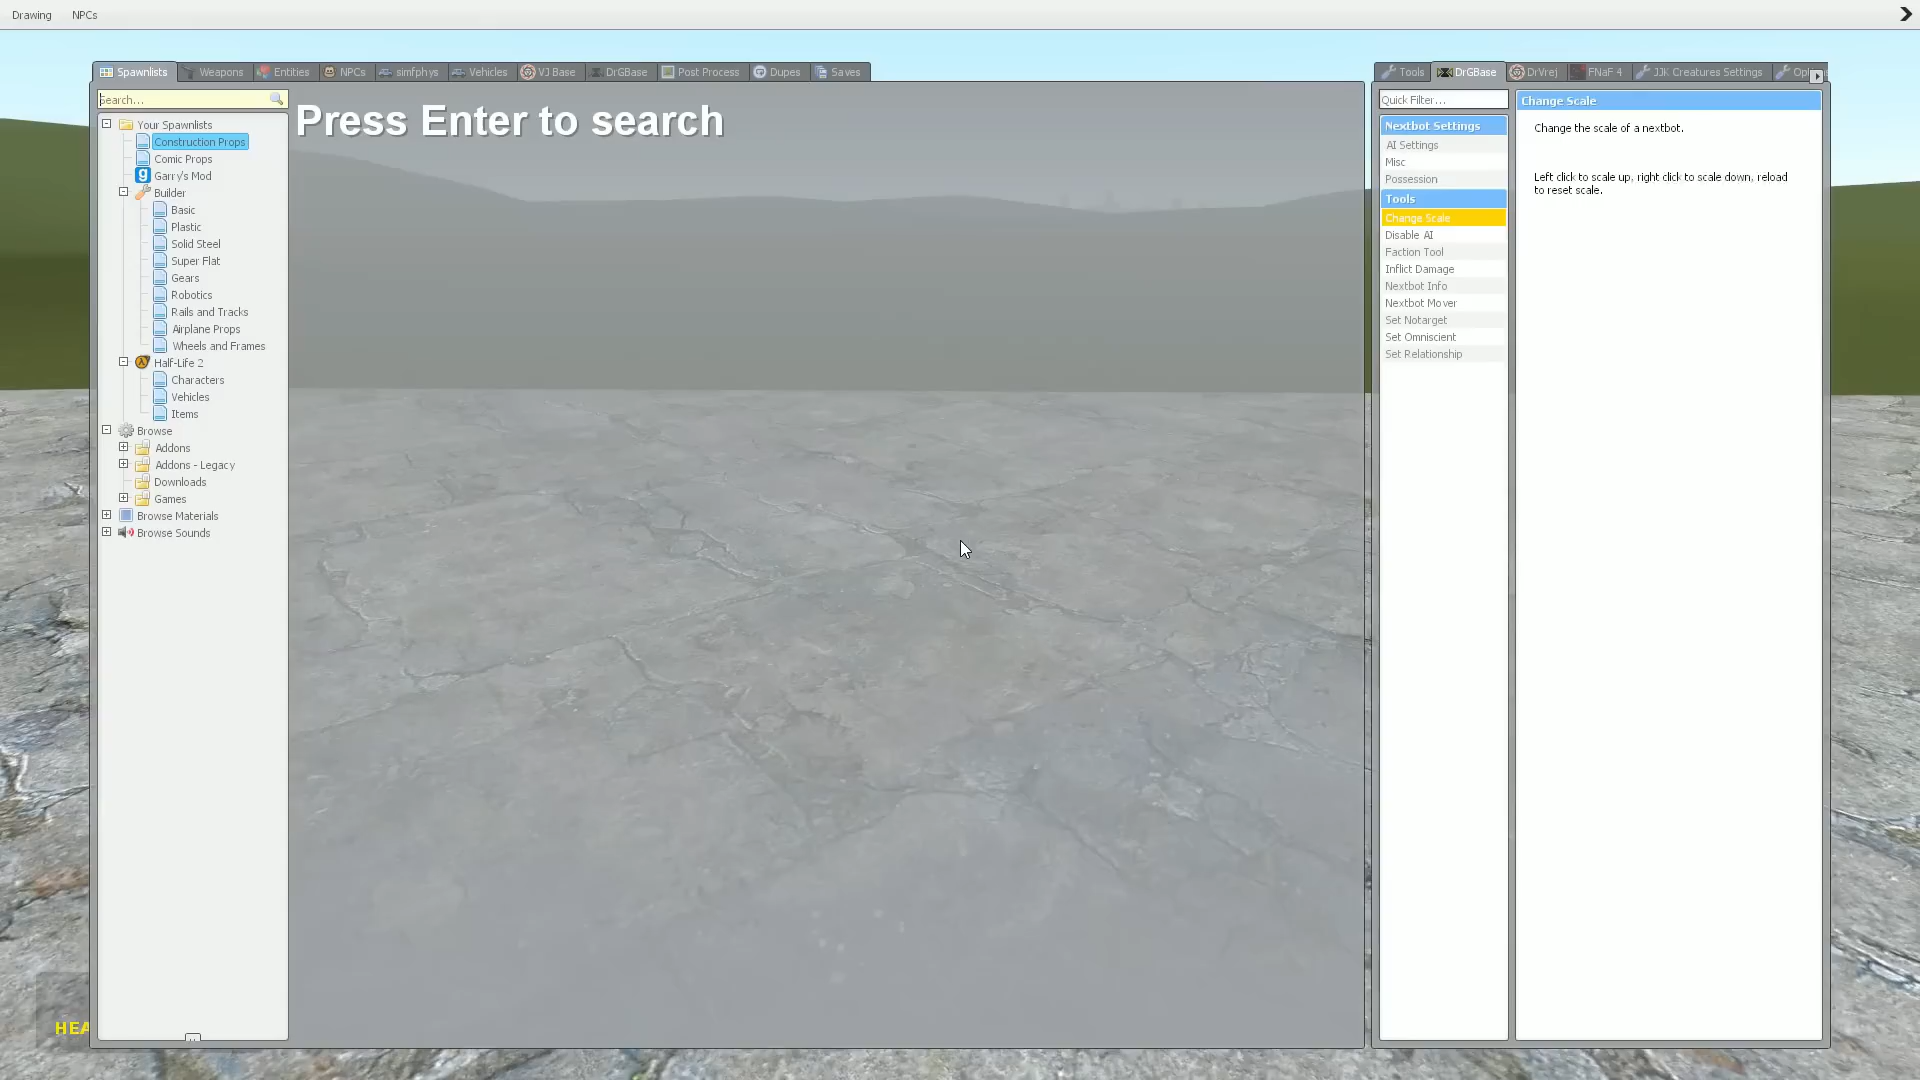 Drawing NPCs
Spawnlists Weapons Entities NPCs simfphys Vehicles VJ Base DrGBase Post Process Dupes Saves
Tools DrGBase DrVrej FNaF 4 JJK Creatures Settings
Search...
Press Enter to search
Your Spawnlists
Construction Props
Comic Props
Garry's Mod
Builder
Basic
Plastic
Solid Steel
Super Flat
Gears
Robotics
Rails and Tracks
Airplane Props
Wheels and Frames
Half-Life 2
Characters
Vehicles
Items
Browse
Addons
Addons - Legacy
Downloads
Games
Browse Materials
Browse Sounds
HEA
Quick Filter...
Nextbot Settings
AI Settings
Misc
Possession
Tools
Change Scale
Disable AI
Faction Tool
Inflict Damage
Nextbot Info
Nextbot Mover
Set Notarget
Set Omniscient
Set Relationship
Change Scale
Change the scale of a nextbot.
Left click to scale up, right click to scale down, reload
to reset scale.